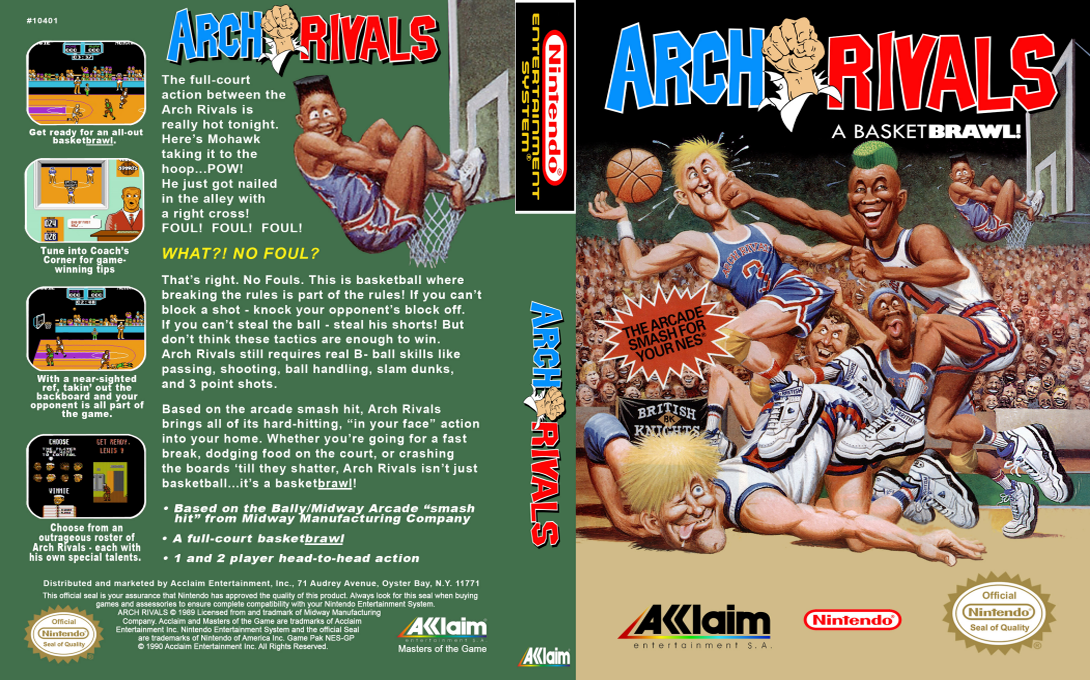 #10401
ARCH RIVALS
The full-court
action between the
Arch Rivals is
really hot tonight.
Here's Mohawk
taking it to the
hoop...POW!
He just got nailed
in the alley with
a right cross!
FOUL! FOUL! FOUL!
WHAT?! NO FOUL?
That's right. No Fouls. This is basketball where
breaking the rules is part of the rules! If you can't
block a shot - knock your opponent's block off.
If you can't steal the ball - steal his shorts! But
don't think these tactics are enough to win.
Arch Rivals still requires real B- ball skills like
passing, shooting, ball handling, slam dunks,
and 3 point shots.
Based on the arcade smash hit, Arch Rivals
brings all of its hard-hitting, "in your face" action
into your home. Whether you're going for a fast
break, dodging food on the court, or crashing
the boards 'till they shatter, Arch Rivals isn't just
basketball...it's a basketbrawl!
• Based on the Bally/Midway Arcade "smash
hit" from Midway Manufacturing Company
• A full-court basketbrawl
• 1 and 2 player head-to-head action
Get ready for an all-out
basketbrawl.
Tune into Coach's
Corner for game-
winning tips
With a near-sighted
ref, takin' out the
backboard and your
opponent is all part of
the game.
CHOOSE
GET READY,
LEWIS !
VINNIE
Choose from an
outrageous roster of
Arch Rivals - each with
his own special talents.
Distributed and marketed by Acclaim Entertainment, Inc., 71 Audrey Avenue, Oyster Bay, N.Y. 11771
This official seal is your assurance that Nintendo has approved the quality of this product. Always look for this seal when buying
games and assessories to ensure complete compatibility with your Nintendo Entertainment System.
ARCH RIVALS © 1989 Licensed from and trademark of Midway Manufacturing
Company. Acclaim and Masters of the Game are trademarks of Acclaim
Entertainment Inc. Nintendo Entertainment System and the official Seal
are trademarks of Nintendo of America Inc. Game Pak NES-GP
© 1990 Acclaim Entertainment Inc. All Rights Reserved.
Official
Nintendo®
Seal of Quality
AKKlaim
entertainment S.A.
Masters of the Game
Nintendo®
ENTERTAINMENT
SYSTEM®
ARCH RIVALS
AKKlaim
ARCH RIVALS
A BASKETBRAWL!
ARCH RIVALS
3
THE ARCADE
SMASH FOR
YOUR NES®
BRITISH
BK
KNIGHTS
AKKlaim
entertainment S.A.
Nintendo®
Official
Nintendo®
Seal of Quality